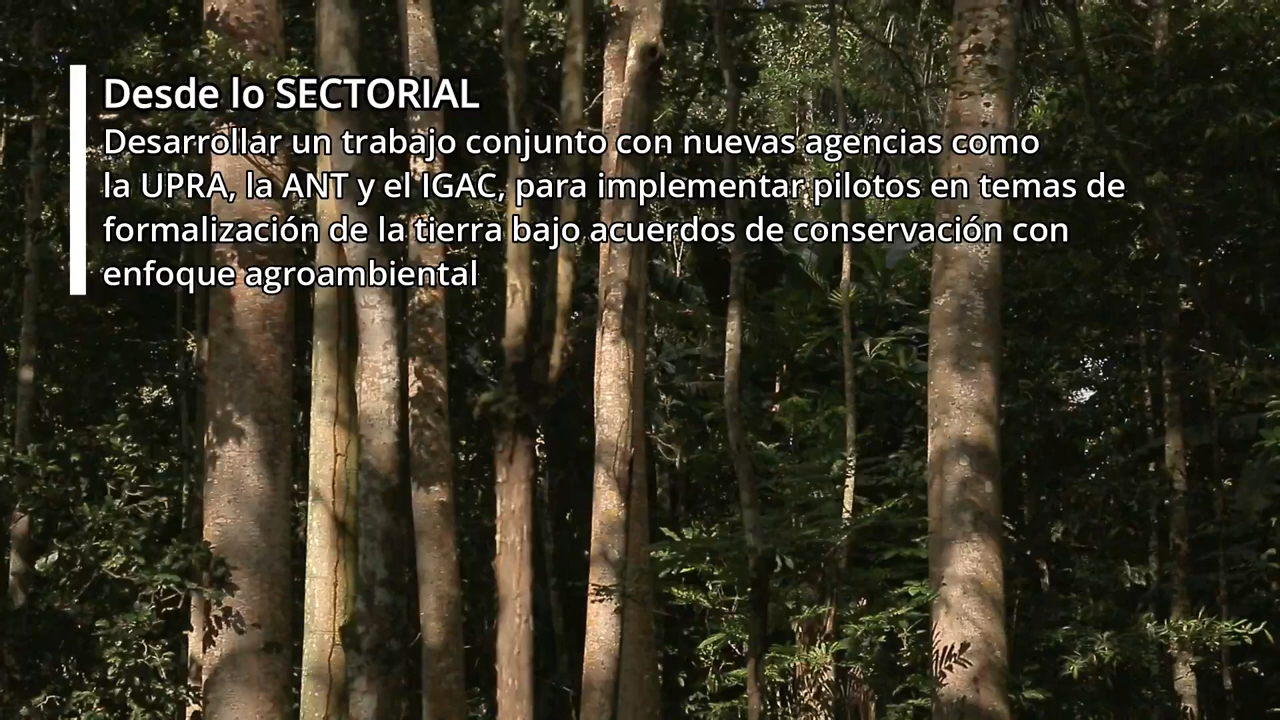 Desde lo SECTORIAL
Desarrollar un trabajo conjunto con nuevas agencias como
la UPRA, la ANT y el IGAC, para implementar pilotos en temas de
formalización de la tierra bajo acuerdos de conservación con
enfoque agroambiental